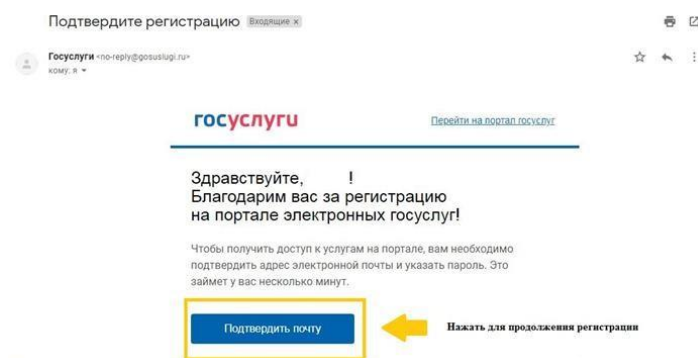 Подтвердите регистрацию Входящие x
Госуслуги <no-reply@gosuslugi.ru>
кому: я
госуслуги
Перейти на портал госуслуг
Здравствуйте, !
Благодарим вас за регистрацию
на портале электронных госуслуг!
Чтобы получить доступ к услугам на портале, вам необходимо
подтвердить адрес электронной почты и указать пароль. Это
займет у вас несколько минут.
Подтвердить почту
Нажать для продолжения регистрации